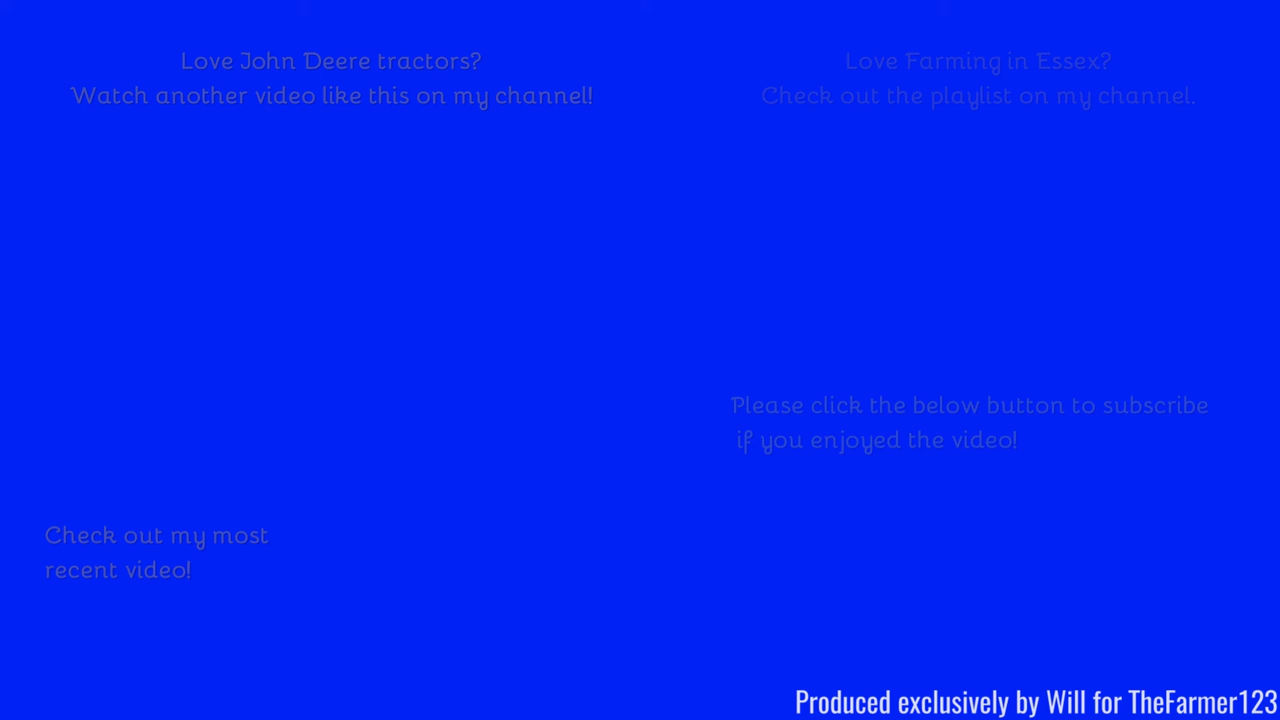 Love John Deere tractors?
Watch another video like this on my channel!
Love Farming in Essex?
Check out the playlist on my channel.
Please click the below button to subscribe
if you enjoyed the video!
Check out my most
recent video!
Produced exclusively by Will for TheFarmer123